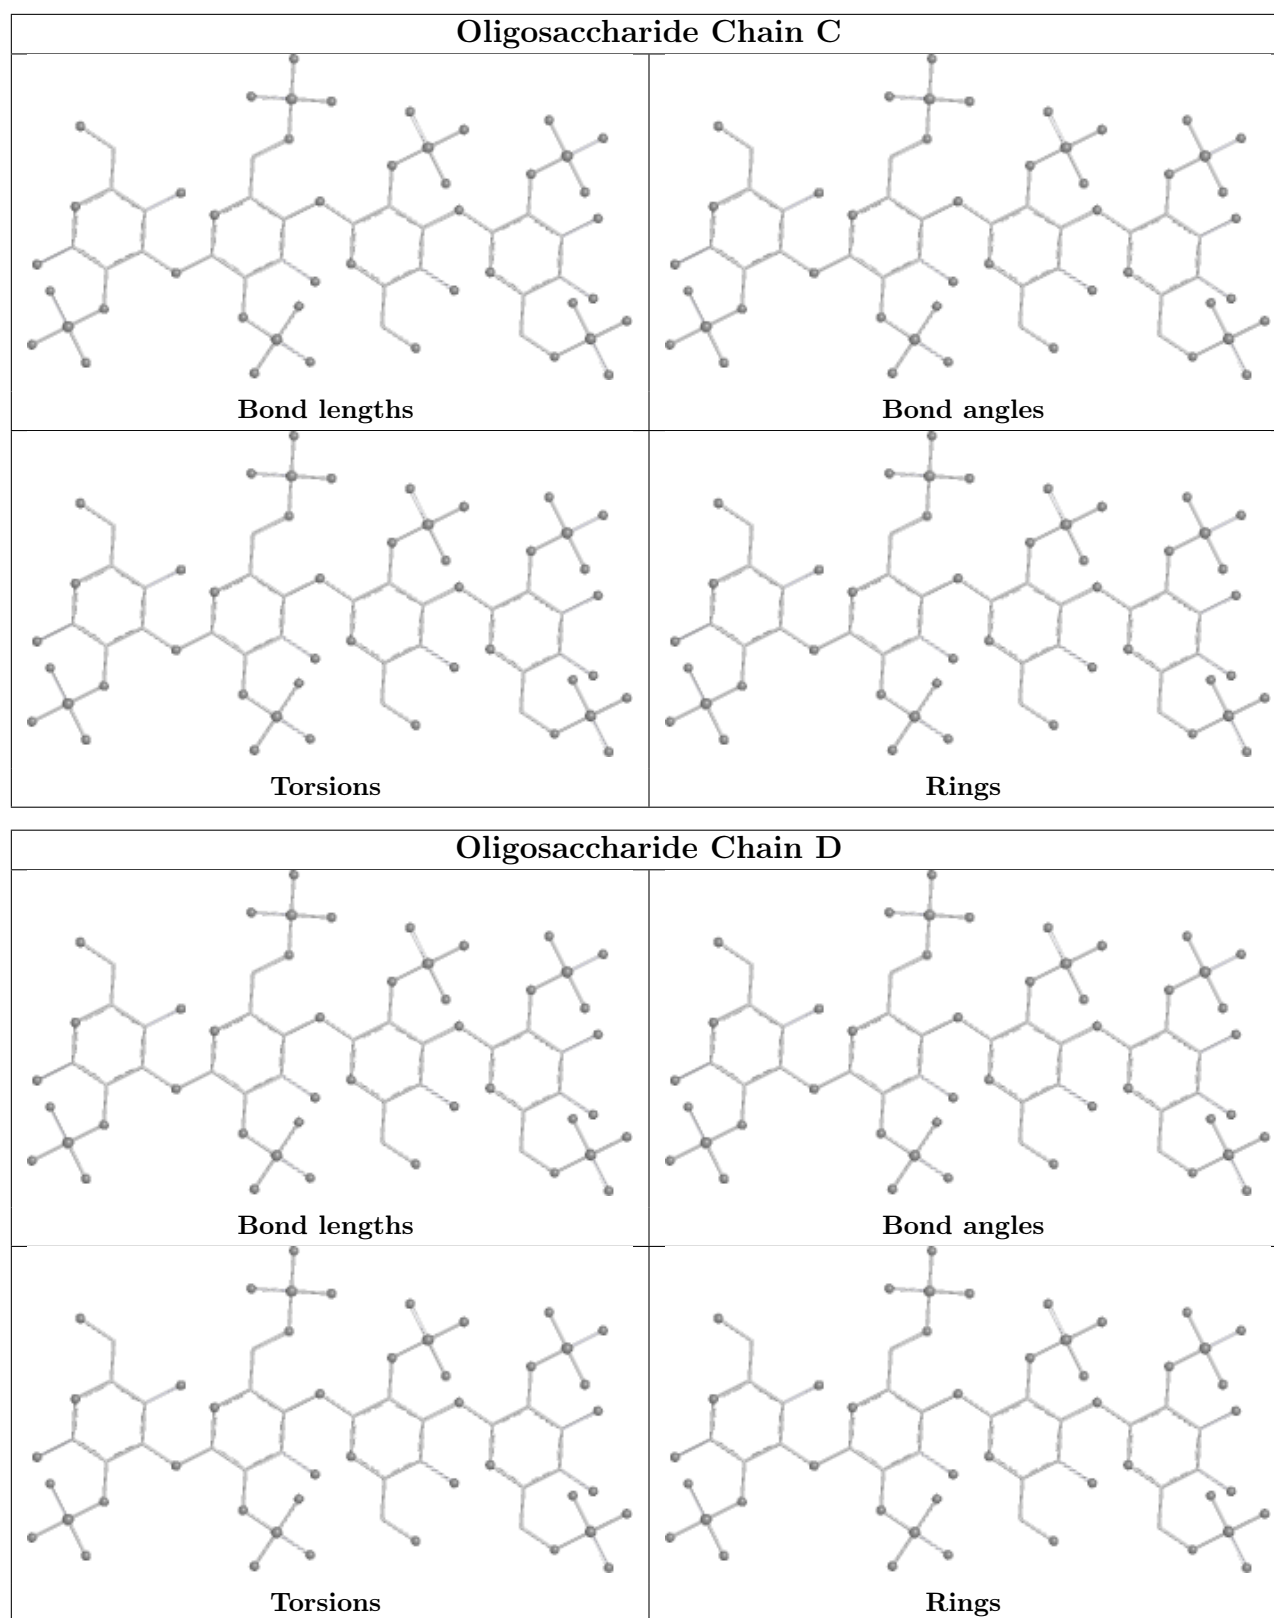 Oligosaccharide Chain C
Bond lengths
Bond angles
Torsions
Rings
Oligosaccharide Chain D
Bond lengths
Bond angles
Torsions
Rings